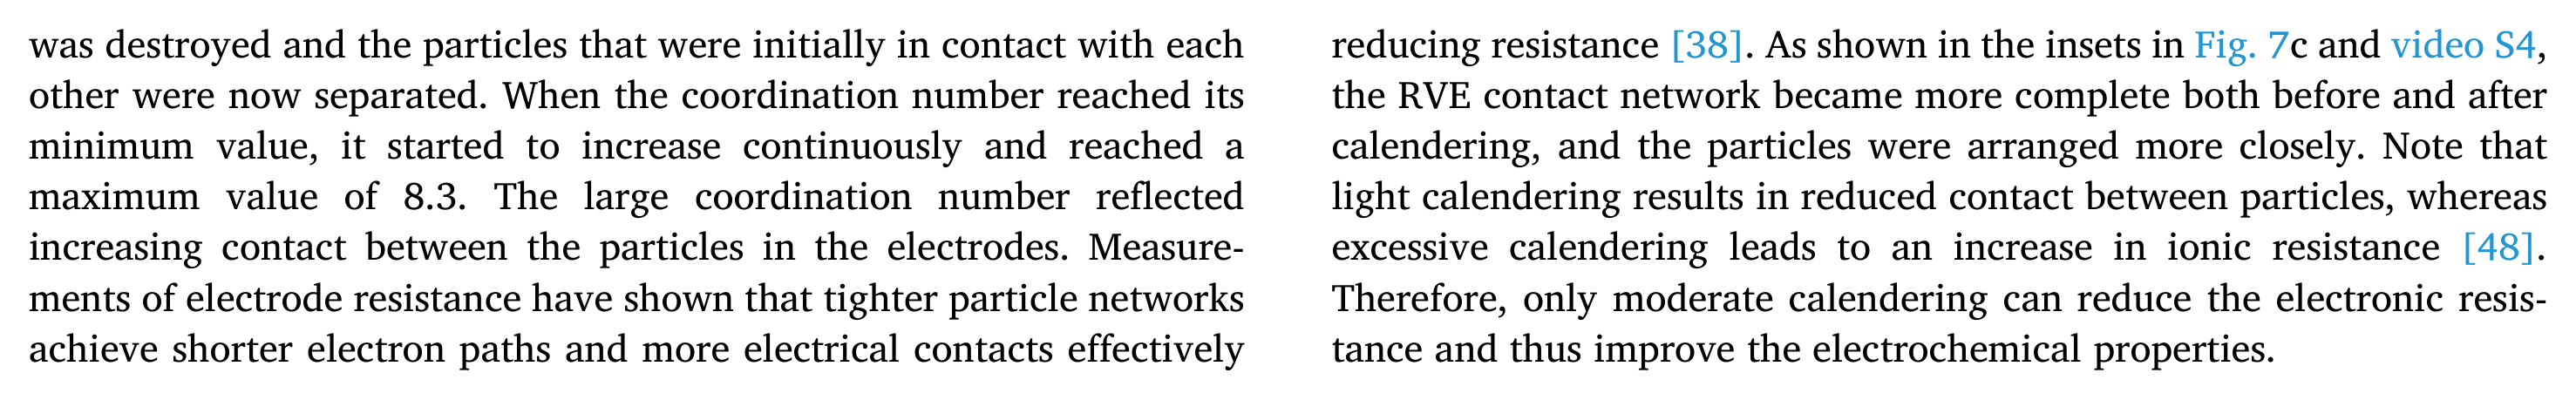 was destroyed and the particles that were initially in contact with each
other were now separated. When the coordination number reached its
minimum value, it started to increase continuously and reached a
maximum value of 8.3. The large coordination number reflected
increasing contact between the particles in the electrodes. Measure-
ments of electrode resistance have shown that tighter particle networks
achieve shorter electron paths and more electrical contacts effectively
reducing resistance [38]. As shown in the insets in Fig. 7c and video S4,
the RVE contact network became more complete both before and after
calendering, and the particles were arranged more closely. Note that
light calendering results in reduced contact between particles, whereas
excessive calendering leads to an increase in ionic resistance [48].
Therefore, only moderate calendering can reduce the electronic resis-
tance and thus improve the electrochemical properties.